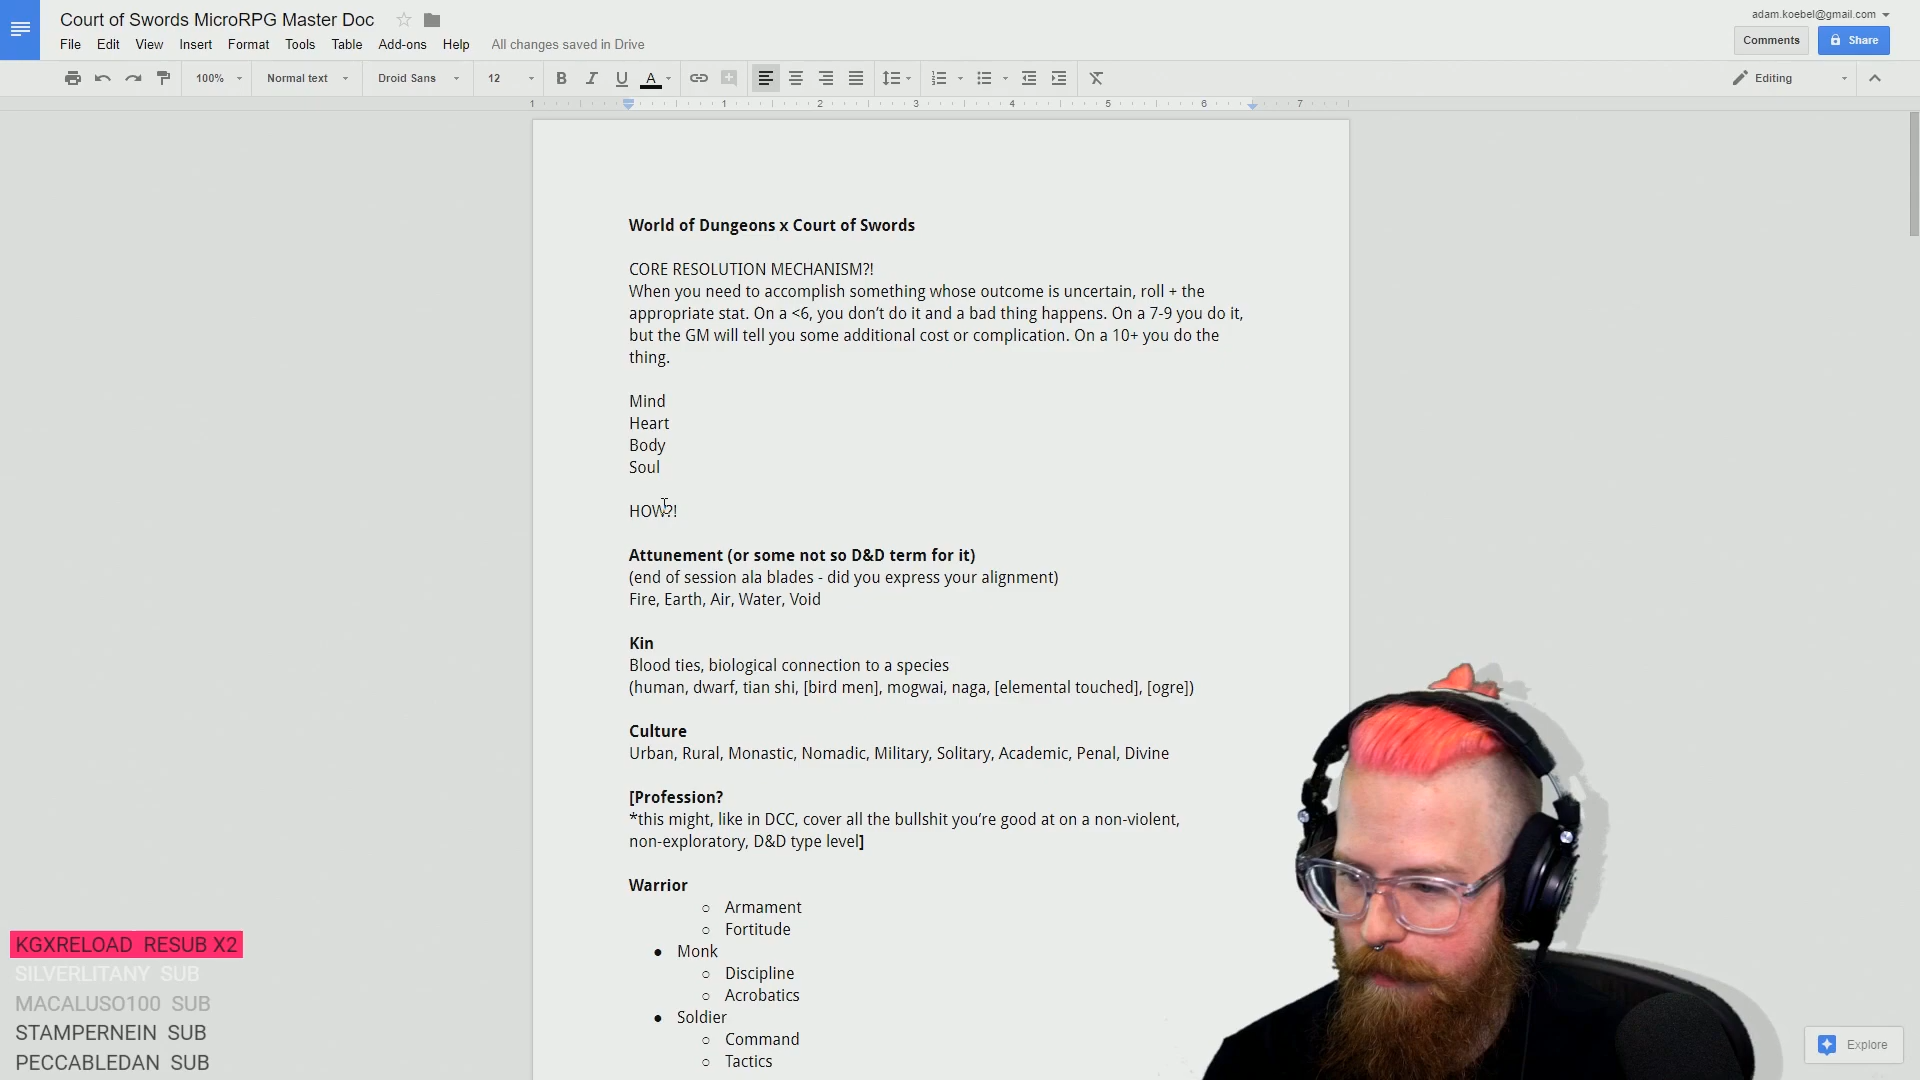 Court of Swords MicroRPG Master Doc
adam.koebel@gmail.com
File Edit View Insert Format Tools Table Add-ons Help All changes saved in Drive
Comments Share
100% Normal text Droid Sans 12 B I U A Editing
1 1 2 3 4 5 6 7
World of Dungeons x Court of Swords
CORE RESOLUTION MECHANISM?!
When you need to accomplish something whose outcome is uncertain, roll + the
appropriate stat. On a <6, you don't do it and a bad thing happens. On a 7-9 you do it,
but the GM will tell you some additional cost or complication. On a 10+ you do the
thing.
Mind
Heart
Body
Soul
HOW?!
Attunement (or some not so D&D term for it)
(end of session ala blades - did you express your alignment)
Fire, Earth, Air, Water, Void
Kin
Blood ties, biological connection to a species
(human, dwarf, tian shi, [bird men], mogwai, naga, [elemental touched], [ogre])
Culture
Urban, Rural, Monastic, Nomadic, Military, Solitary, Academic, Penal, Divine
[Profession?
*this might, like in DCC, cover all the bullshit you're good at on a non-violent,
non-exploratory, D&D type level]
Warrior
○ Armament
○ Fortitude
● Monk
○ Discipline
○ Acrobatics
● Soldier
○ Command
○ Tactics
KGXRELOAD RESUB X2
SILVERLITANY SUB
MACALUSO100 SUB
STAMPERNEIN SUB
PECCABLEDAN SUB
Explore